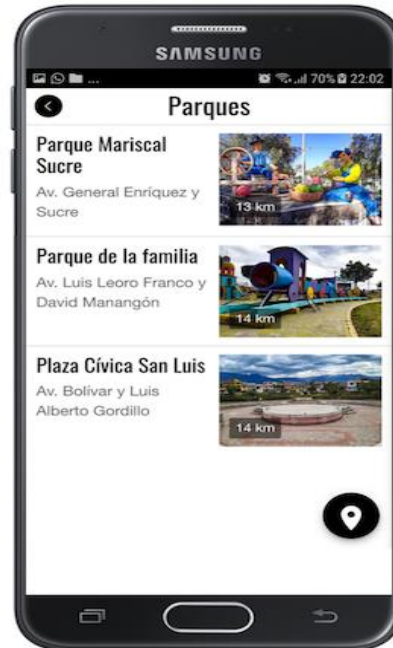 SAMSUNG
... 70% 22:02
Parques
Parque Mariscal
Sucre
Av. General Enríquez y
Sucre
13 km
Parque de la familia
Av. Luis Leoro Franco y
David Manangón
14 km
Plaza Cívica San Luis
Av. Bolívar y Luis
Alberto Gordillo
14 km